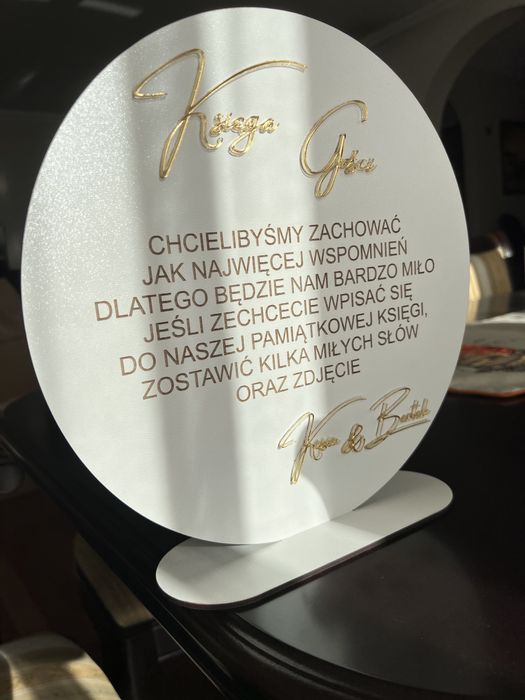 Księga Gości
CHCIELIBYŚMY ZACHOWAĆ
JAK NAJWIĘCEJ WSPOMNIEŃ
DLATEGO BĘDZIE NAM BARDZO MIŁO
JEŚLI ZECHCECIE WPISAĆ SIĘ
DO NASZEJ PAMIĄTKOWEJ KSIĘGI,
ZOSTAWIĆ KILKA MIŁYCH SŁÓW
ORAZ ZDJĘCIE
& Bartek